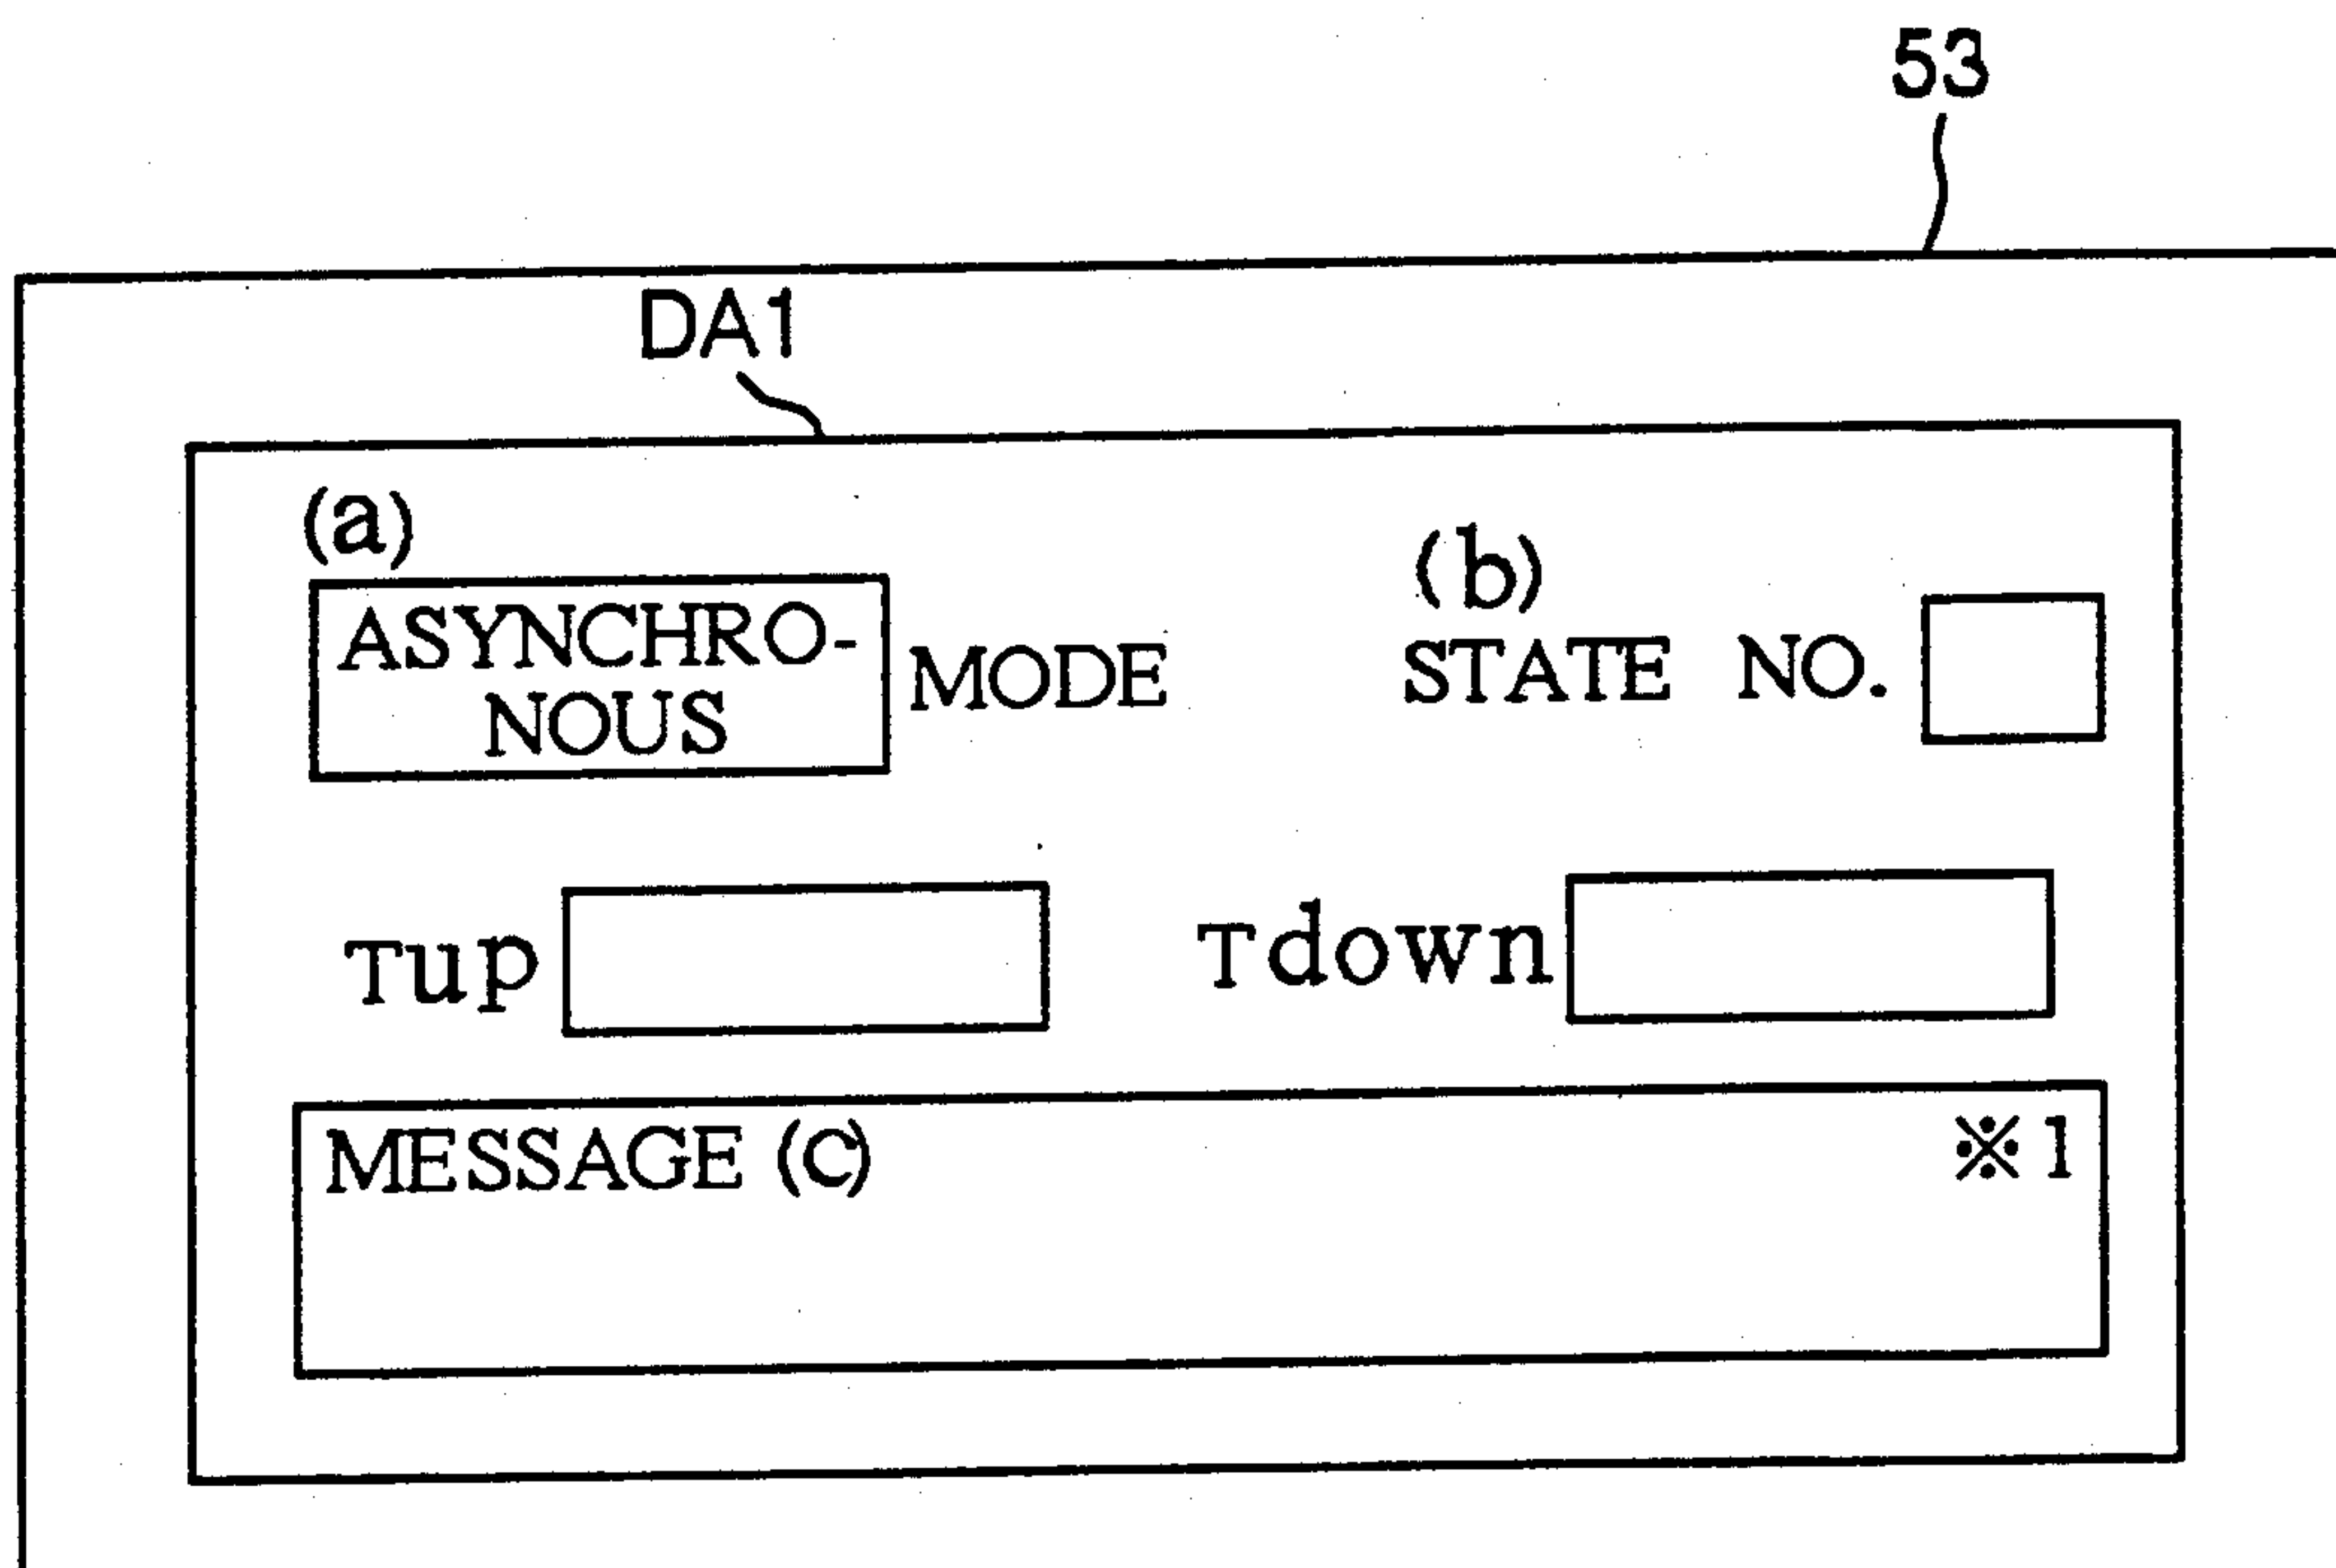 53
DA1
(a)
(b)
ASYNCHRO-
NOUS
MODE
STATE NO.
Tup
Tdown
MESSAGE (c)
※1